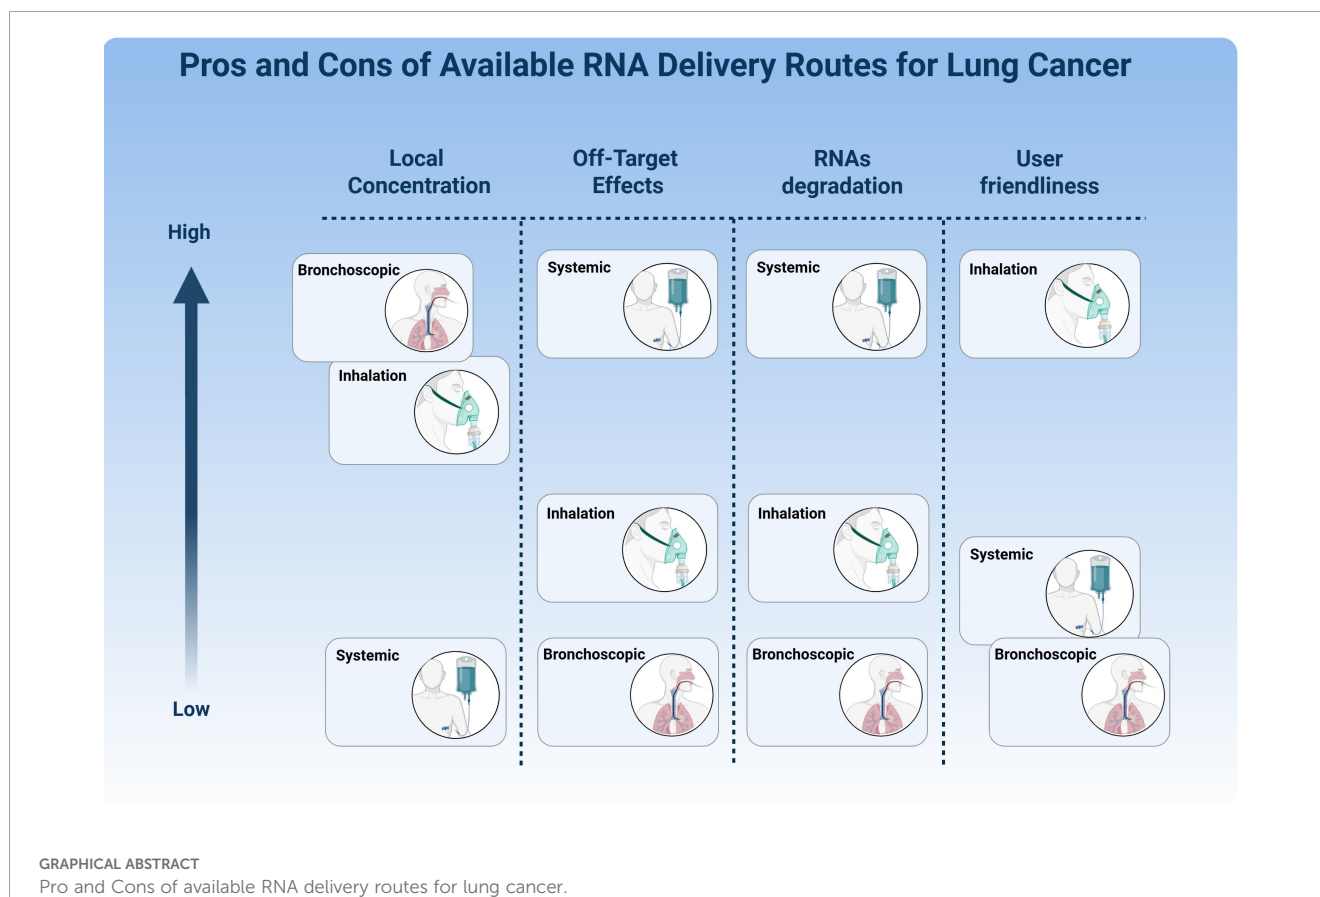 Pros and Cons of Available RNA Delivery Routes for Lung Cancer
Local
Concentration
Off-Target
Effects
RNAs
degradation
User
friendliness
High
Low
Bronchoscopic
Inhalation
Systemic
Systemic
Inhalation
Bronchoscopic
Systemic
Inhalation
Bronchoscopic
Inhalation
Systemic
Bronchoscopic
GRAPHICAL ABSTRACT
Pro and Cons of available RNA delivery routes for lung cancer.